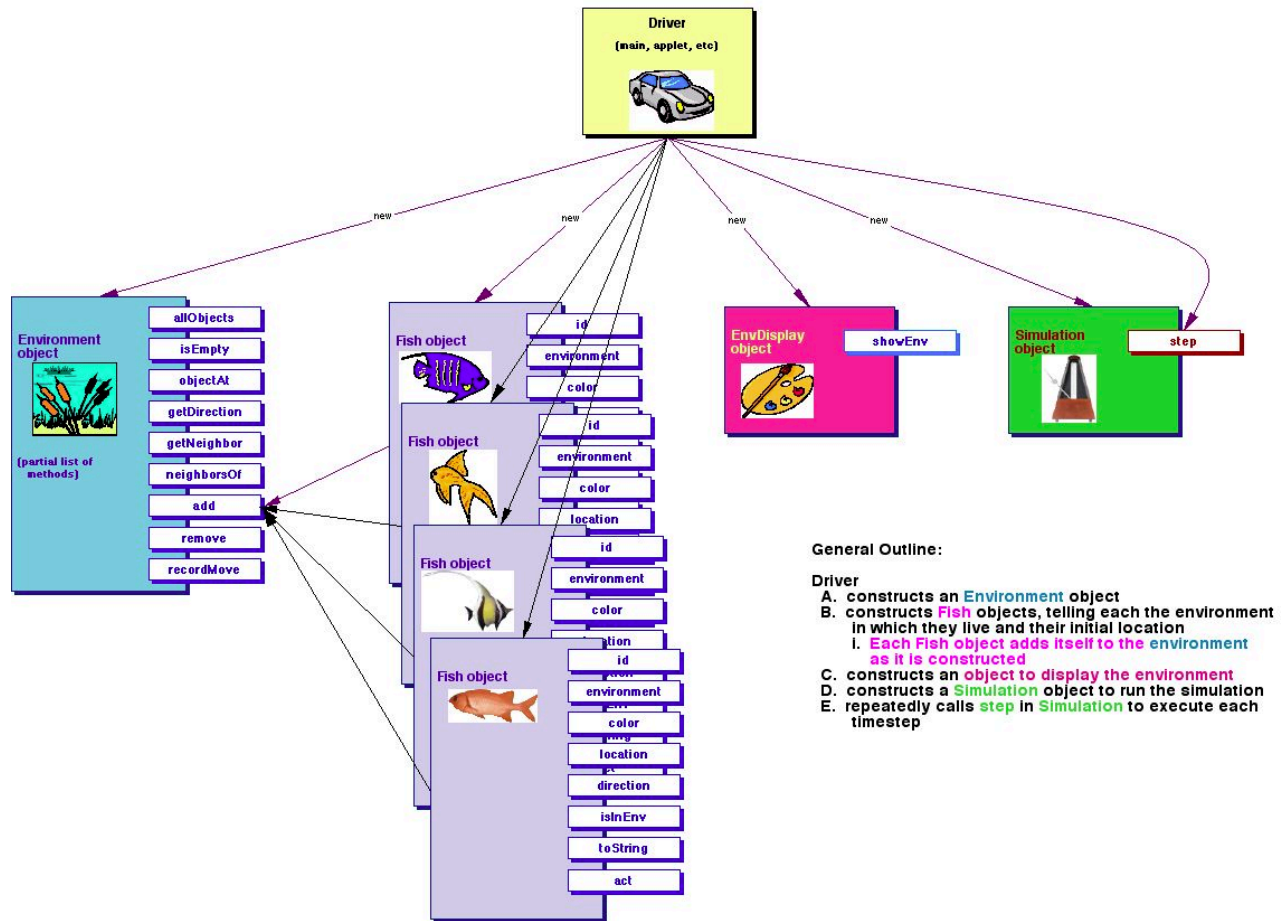 Driver
(main, applet, etc)
new
new
new
new
Environment
object
(partial list of
methods)
allObjects
isEmpty
objectAt
getDirection
getNeighbor
neighborsOf
add
remove
recordMove
Fish object
id
environment
color
Fish object
id
environment
color
location
Fish object
id
environment
color
Fish object
id
environment
color
location
direction
isInEnv
toString
act
EnvDisplay
object
showEnv
Simulation
object
step
General Outline:
Driver
A. constructs an Environment object
B. constructs Fish objects, telling each the environment
in which they live and their initial location
i. Each Fish object adds itself to the environment
as it is constructed
C. constructs an object to display the environment
D. constructs a Simulation object to run the simulation
E. repeatedly calls step in Simulation to execute each
timestep